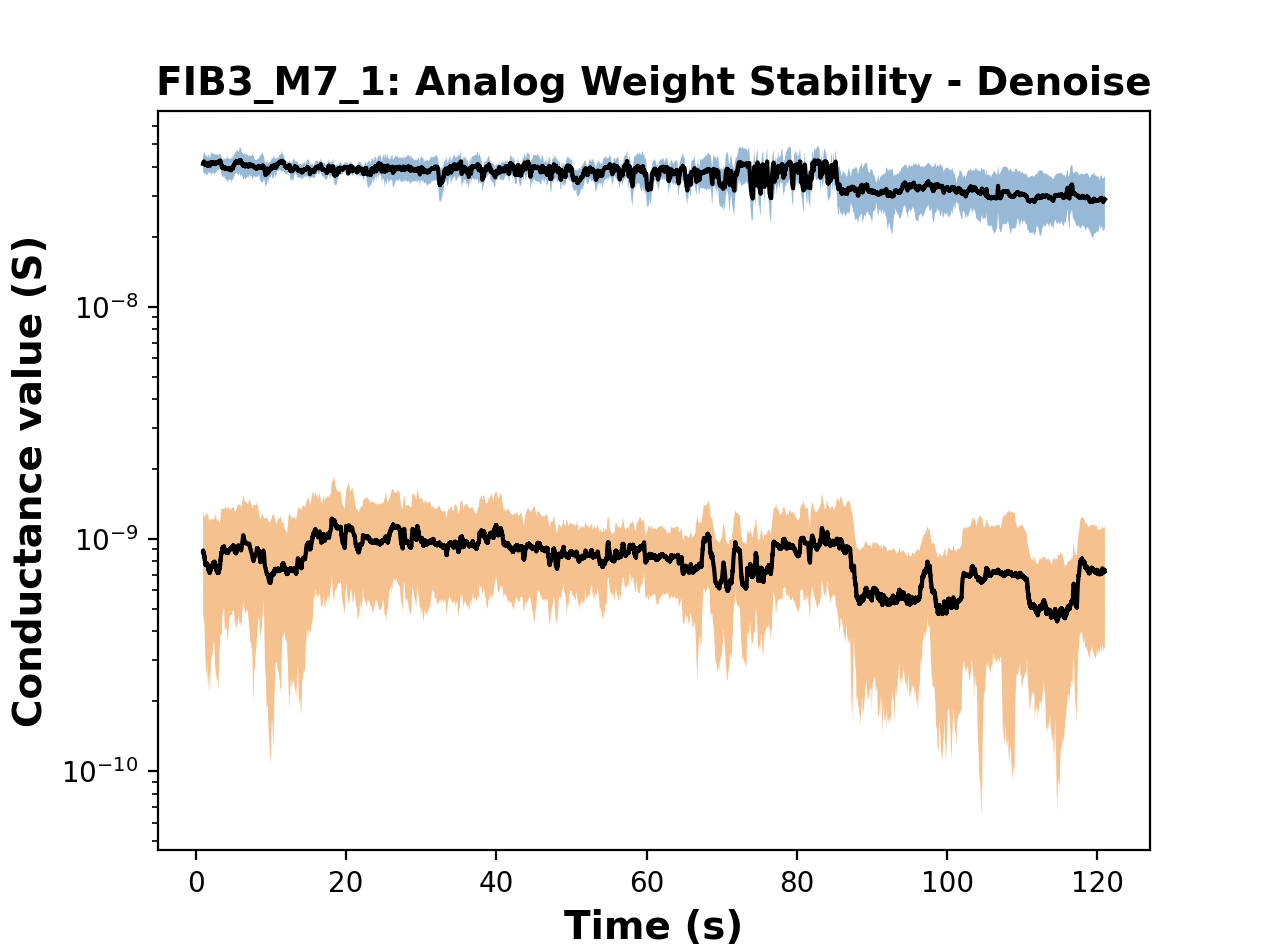 FIB3_M7_1: Analog Weight Stability - Denoise
Conductance value (S)
10⁻⁸
10⁻⁹
10⁻¹⁰
0 20 40 60 80 100 120
Time (s)